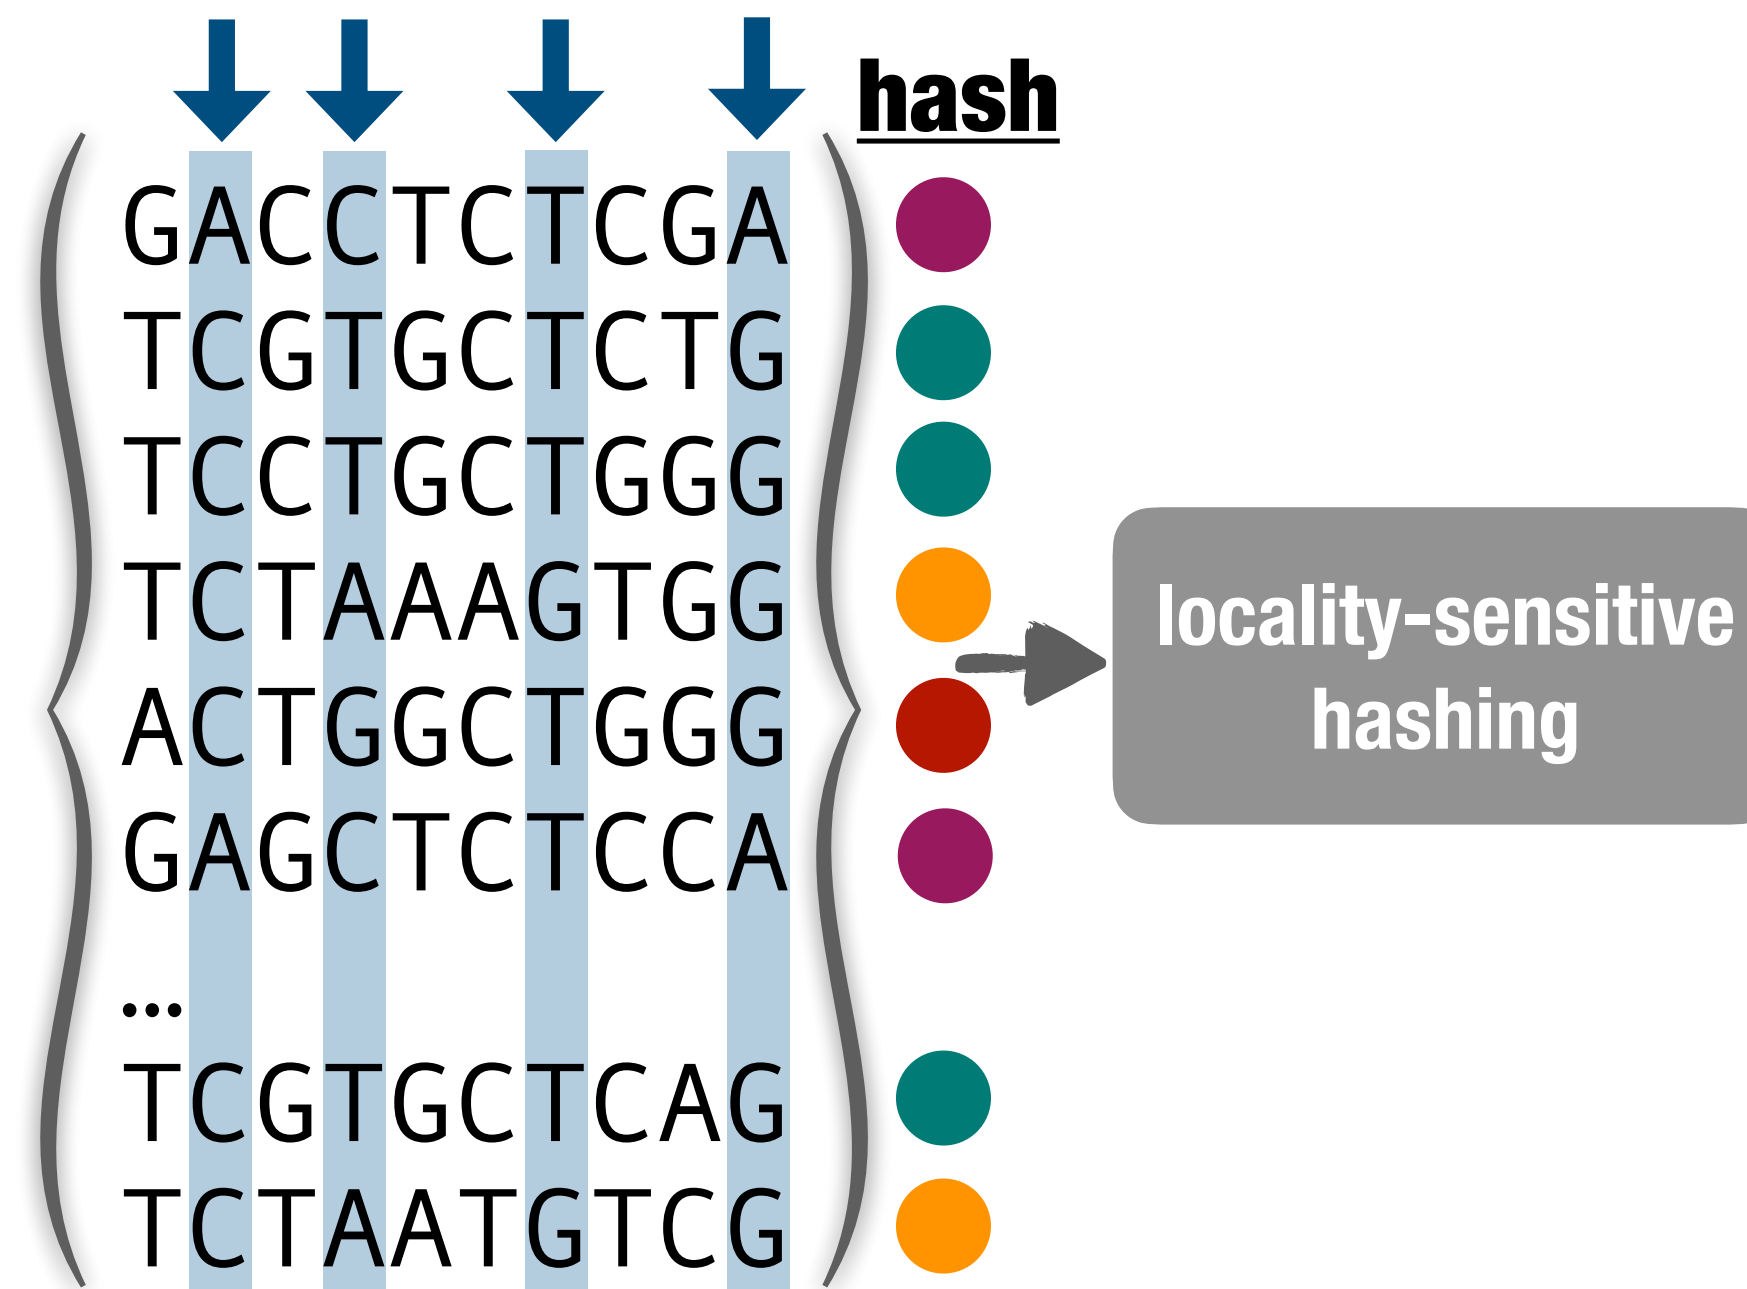 hash
GACCTCTCGA
TCGTGCTCTG
TCCTGCTGGG
TCTAAAGTGG
ACTGGCTGGG
GAGCTCTCCA
...
TCGTGCTCAG
TCTAATGTCG
locality-sensitive
hashing